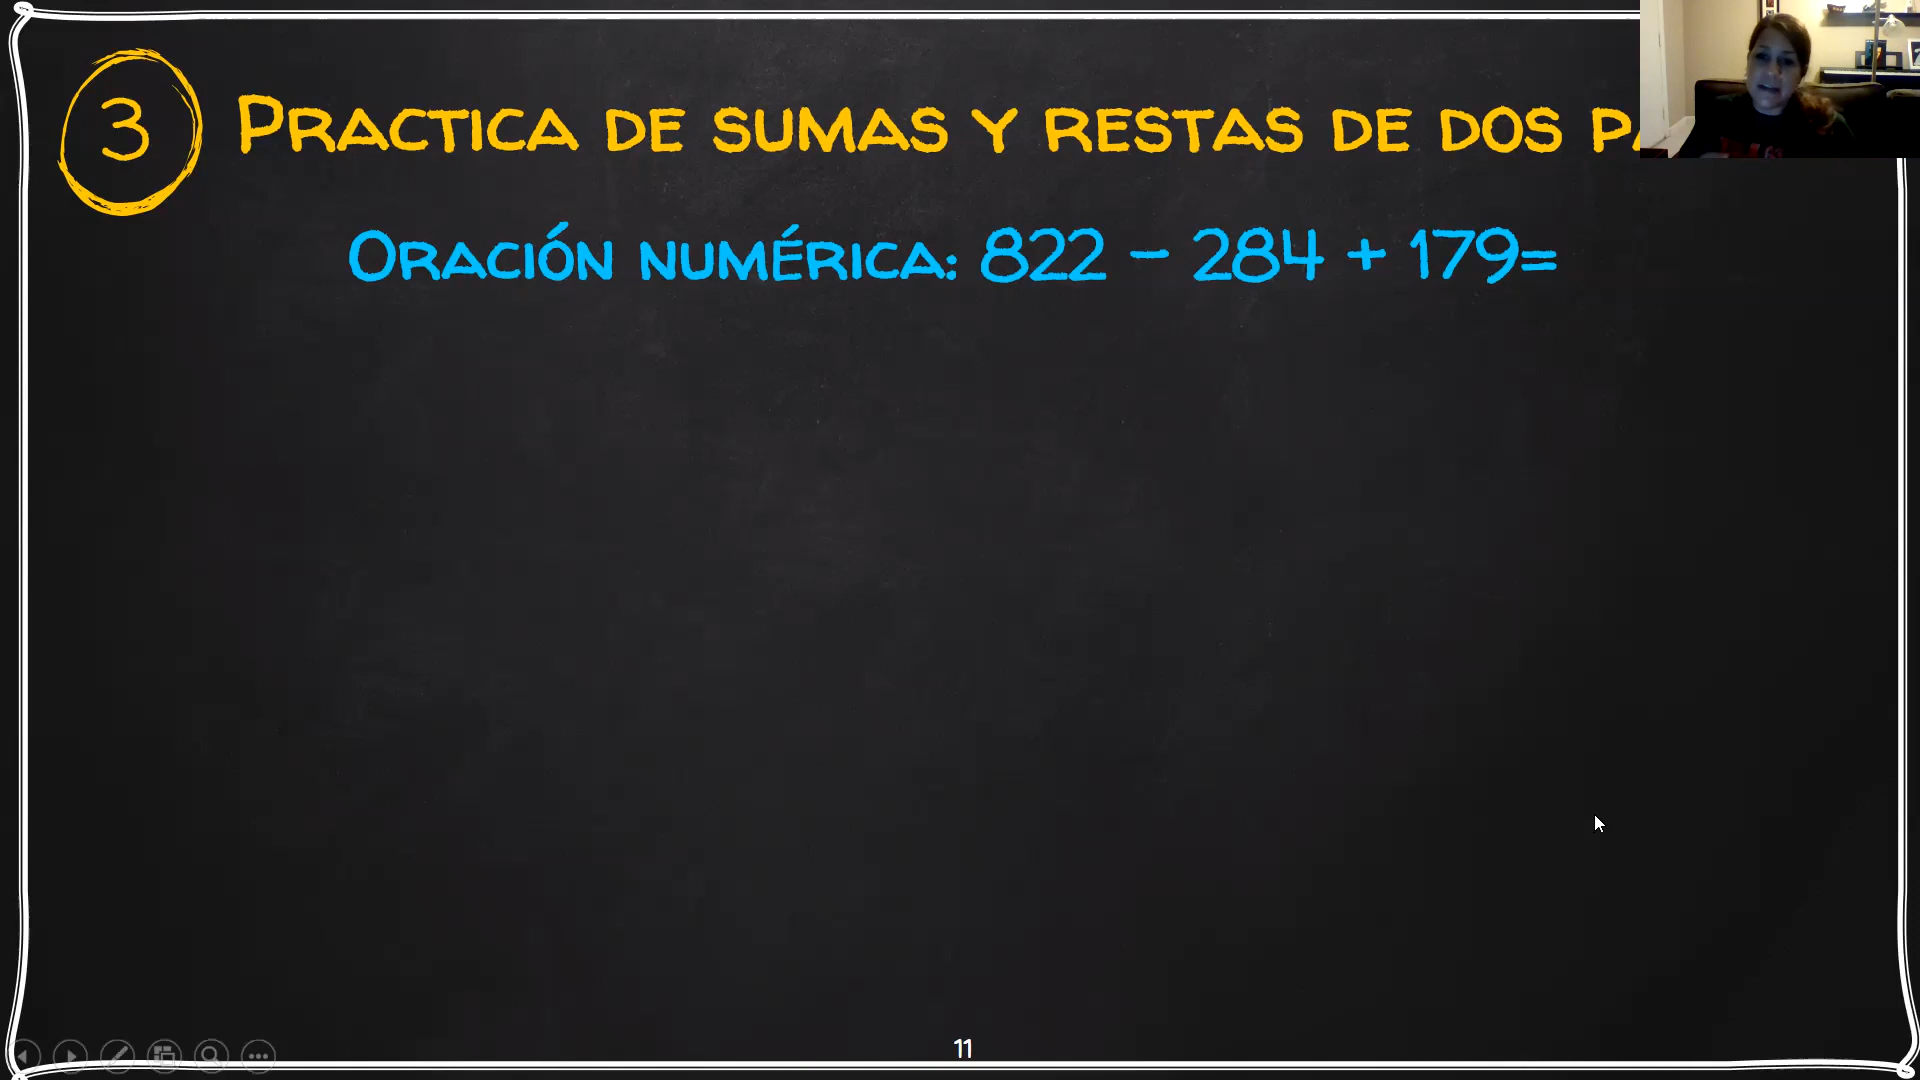 3
PRACTICA DE SUMAS Y RESTAS DE DOS
ORACIÓN NUMÉRICA: 822 - 284 + 179=
11